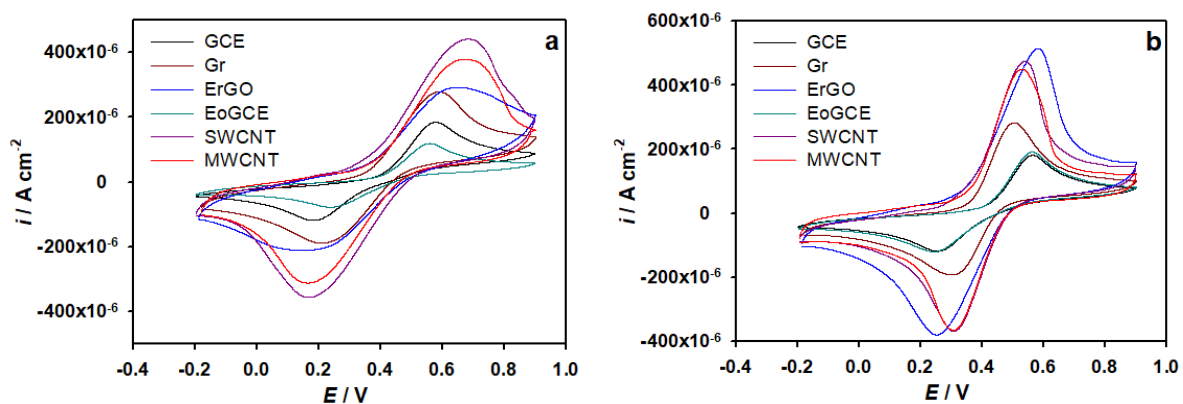 a
GCE
Gr
ErGO
EoGCE
SWCNT
MWCNT
400x10-6
200x10-6
0
-200x10-6
-400x10-6
i / A cm-2
-0.4 -0.2 0.0 0.2 0.4 0.6 0.8 1.0
E / V
b
GCE
Gr
ErGO
EoGCE
SWCNT
MWCNT
600x10-6
400x10-6
200x10-6
0
-200x10-6
-400x10-6
i / A cm-2
-0.4 -0.2 0.0 0.2 0.4 0.6 0.8 1.0
E / V